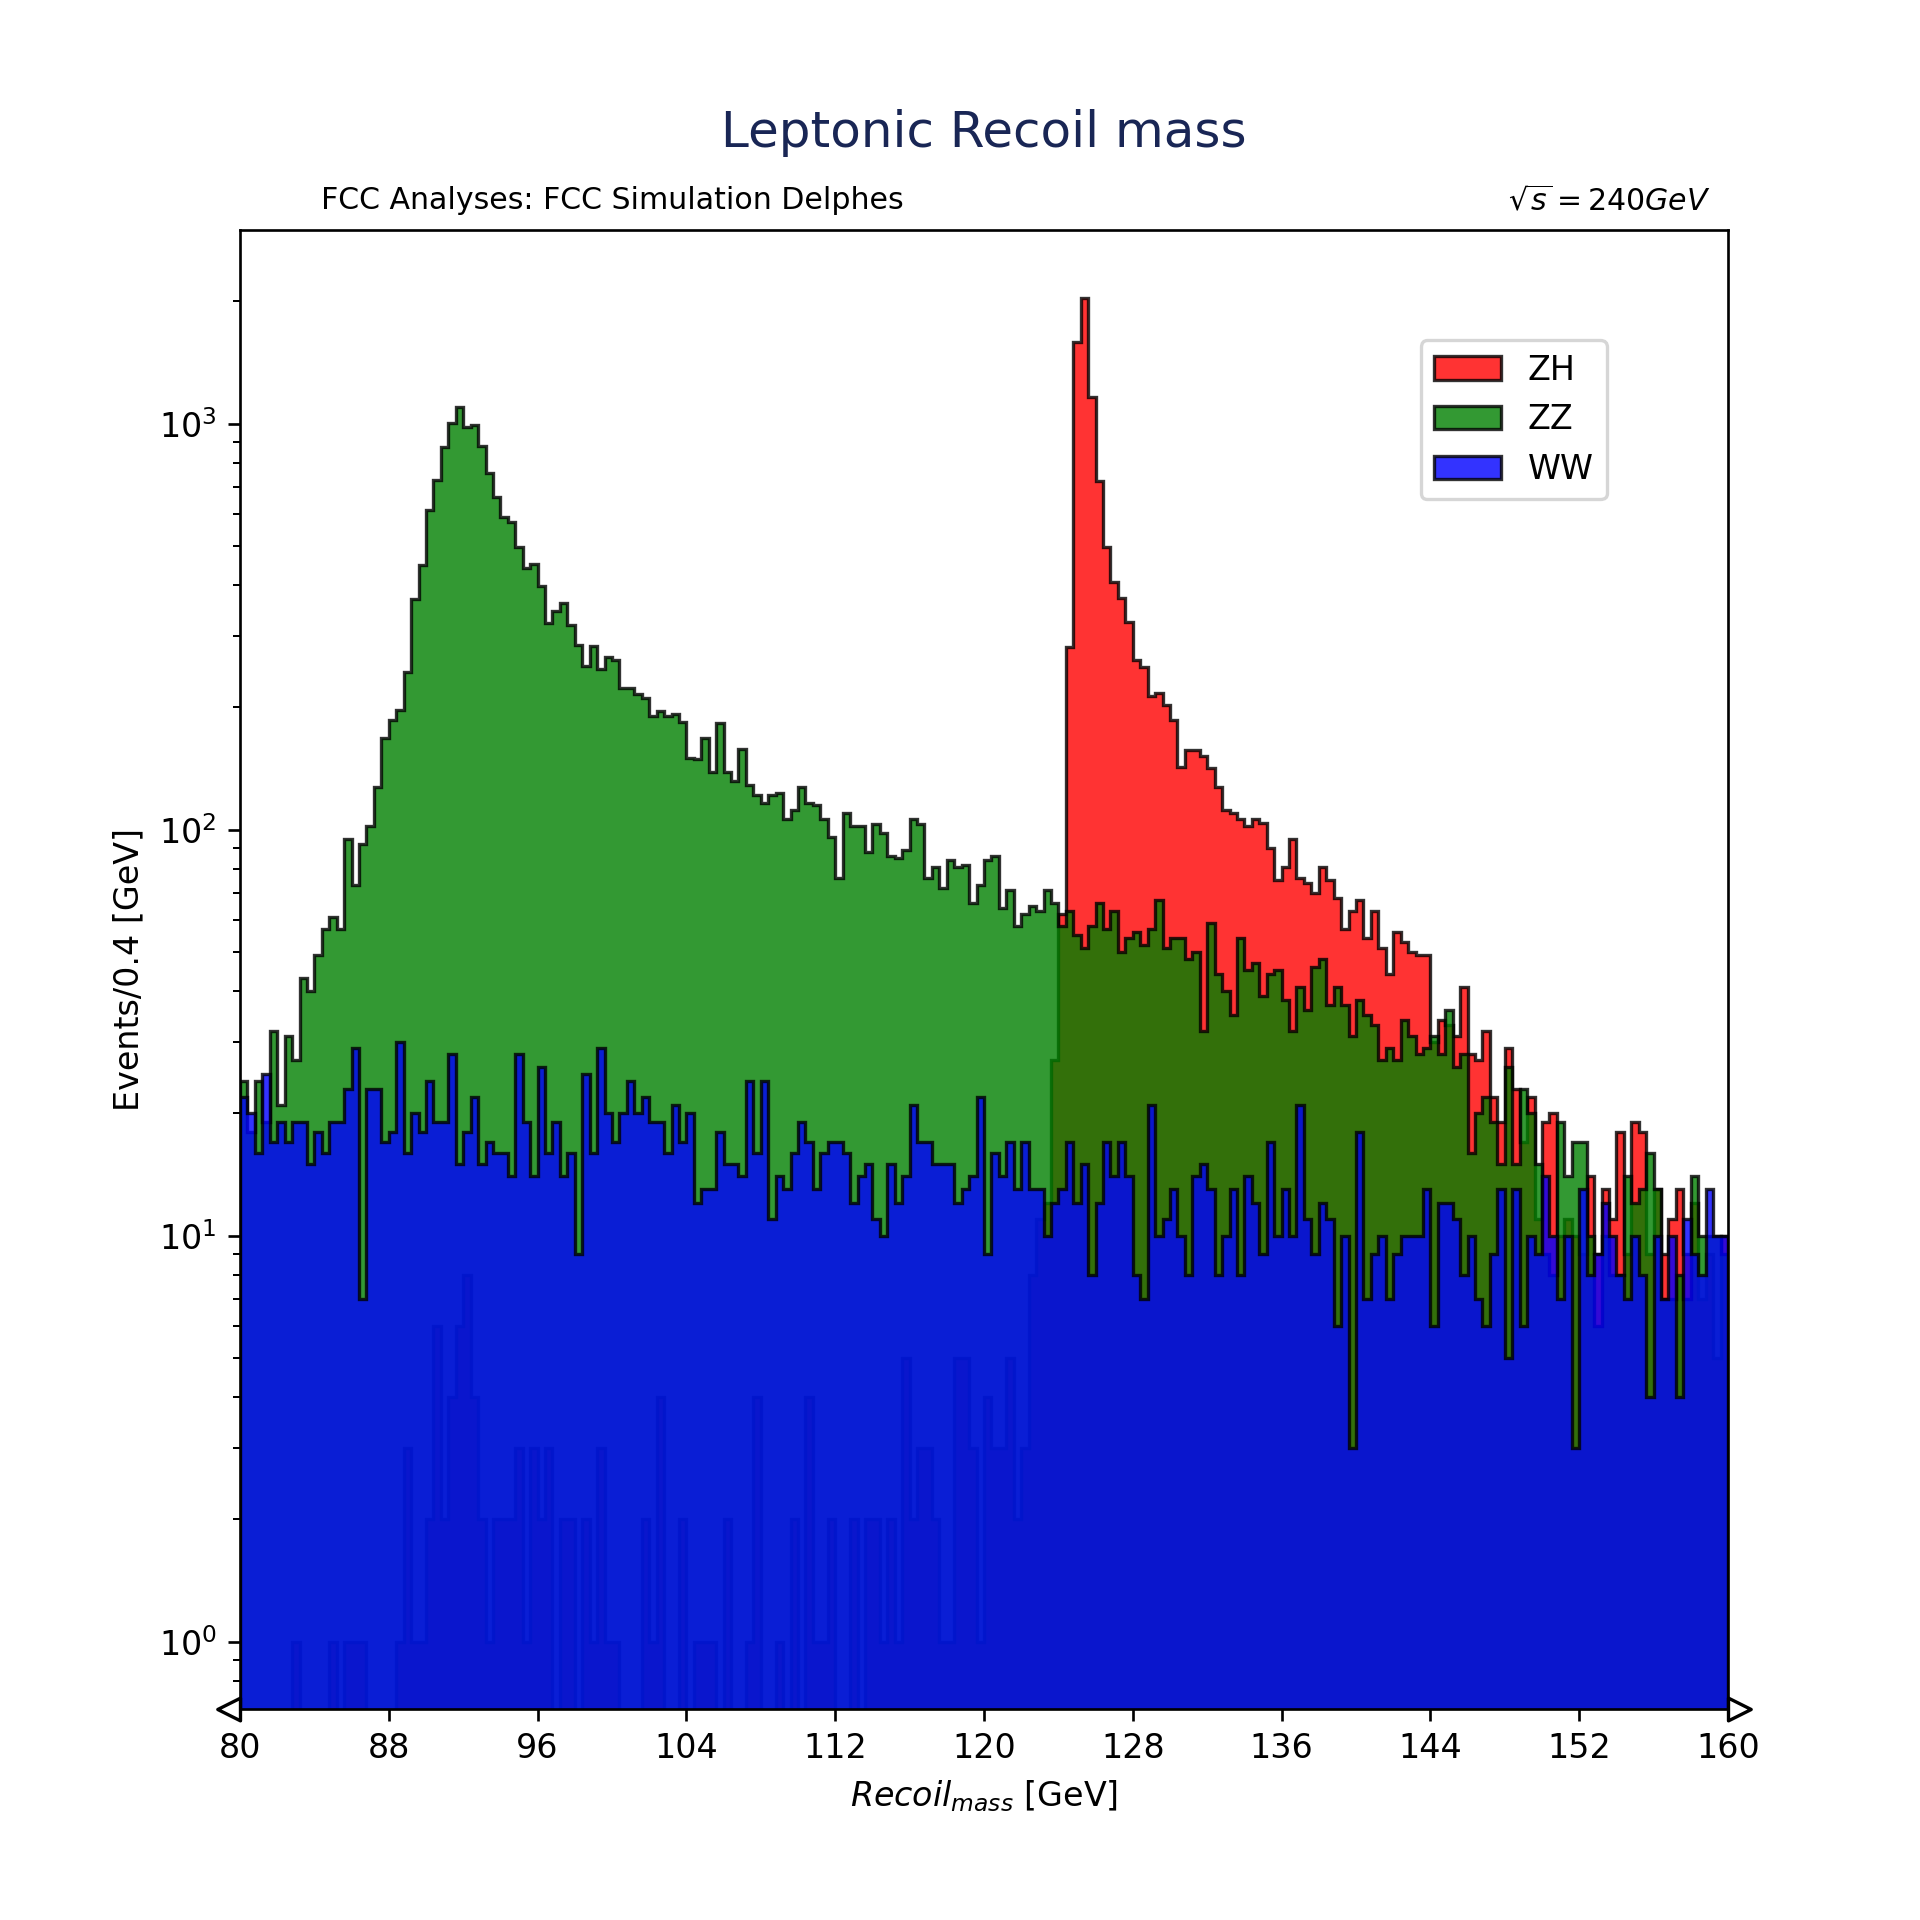 Leptonic Recoil mass
FCC Analyses: FCC Simulation Delphes
√s = 240GeV
ZH
ZZ
WW
Events/0.4 [GeV]
10³
10²
10¹
10⁰
80 88 96 104 112 120 128 136 144 152 160
Recoilₘₐₛₛ [GeV]